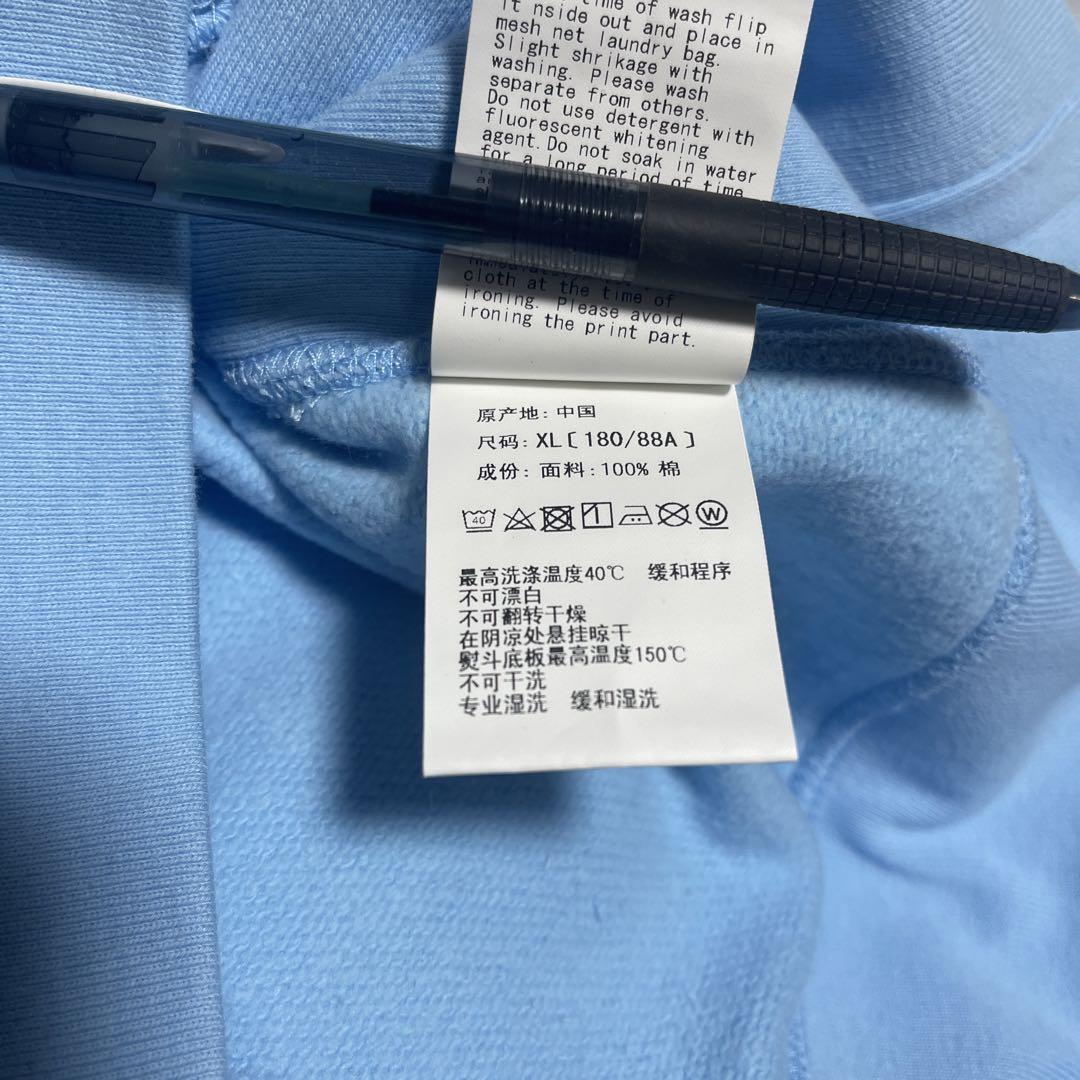 time of wash flip
it nside out and place in
mesh net laundry bag.
Slight shrikage with
washing. Please wash
separate from others.
Do not use detergent with
fluorescent whitening
agent.Do not soak in water
for a long period of time
cloth at the time of
ironing. Please avoid
ironing the print part.
原产地: 中国
尺码: XL[180/88A]
成份: 面料:100% 棉
40 W
最高洗涤温度40℃ 缓和程序
不可漂白
不可翻转干燥
在阴凉处悬挂晾干
熨斗底板最高温度150℃
不可干洗
专业湿洗 缓和湿洗